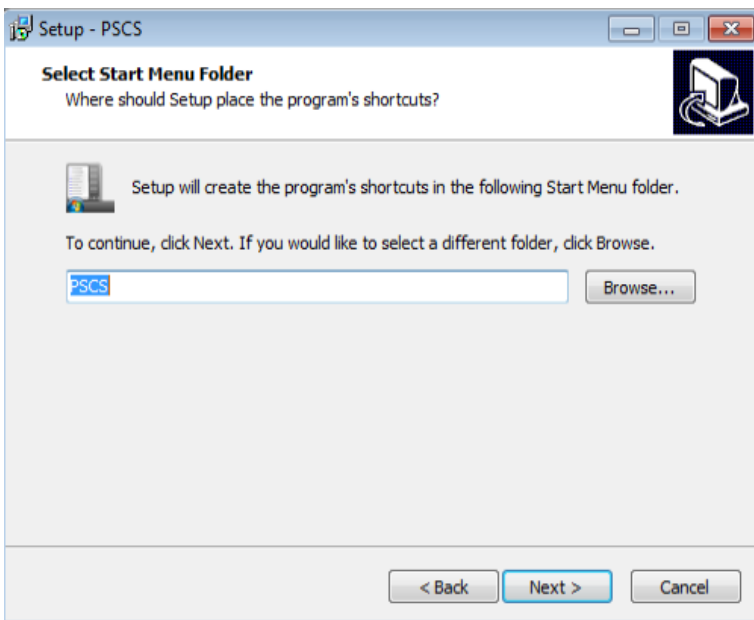 Setup - PSCS
Select Start Menu Folder
Where should Setup place the program's shortcuts?
Setup will create the program's shortcuts in the following Start Menu folder.
To continue, click Next. If you would like to select a different folder, click Browse.
PSCS
Browse...
< Back
Next >
Cancel